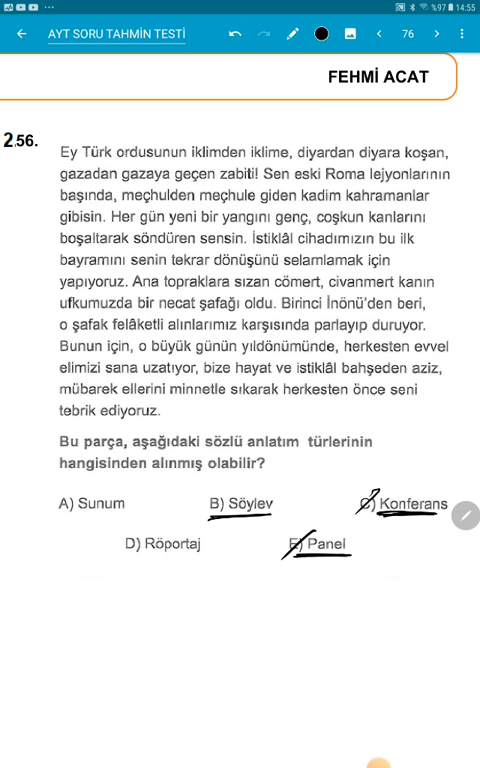 %97 14:55
AYT SORU TAHMİN TESTİ 76
FEHMİ ACAT
2.56.
Ey Türk ordusunun iklimden iklime, diyardan diyara koşan,
gazadan gazaya geçen zabiti! Sen eski Roma lejyonlarının
başında, meçhulden meçhule giden kadim kahramanlar
gibisin. Her gün yeni bir yangını genç, coşkun kanlarını
boşaltarak söndüren sensin. İstiklâl cihadımızın bu ilk
bayramını senin tekrar dönüşünü selamlamak için
yapıyoruz. Ana topraklara sızan cömert, civanmert kanın
ufkumuzda bir necat şafağı oldu. Birinci İnönü'den beri,
o şafak felâketli alınlarımız karşısında parlayıp duruyor.
Bunun için, o büyük günün yıldönümünde, herkesten evvel
elimizi sana uzatıyor, bize hayat ve istiklâl bahşeden aziz,
mübarek ellerini minnetle sıkarak herkesten önce seni
tebrik ediyoruz.
Bu parça, aşağıdaki sözlü anlatım türlerinin
hangisinden alınmış olabilir?
A) Sunum B) Söylev C) Konferans
D) Röportaj E) Panel